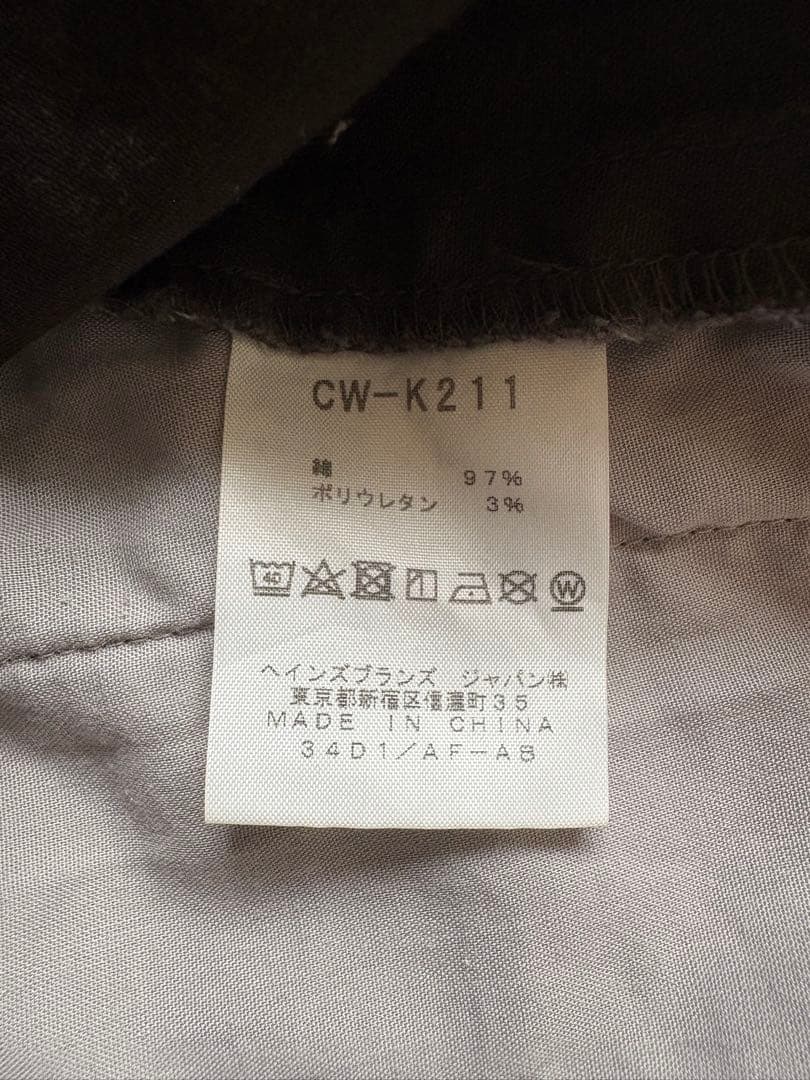 CW-K211
綿 97%
ポリウレタン 3%
40
W
ヘインズブランズ ジャパン㈱
東京都新宿区信濃町35
MADE IN CHINA
34D1/AF-A8